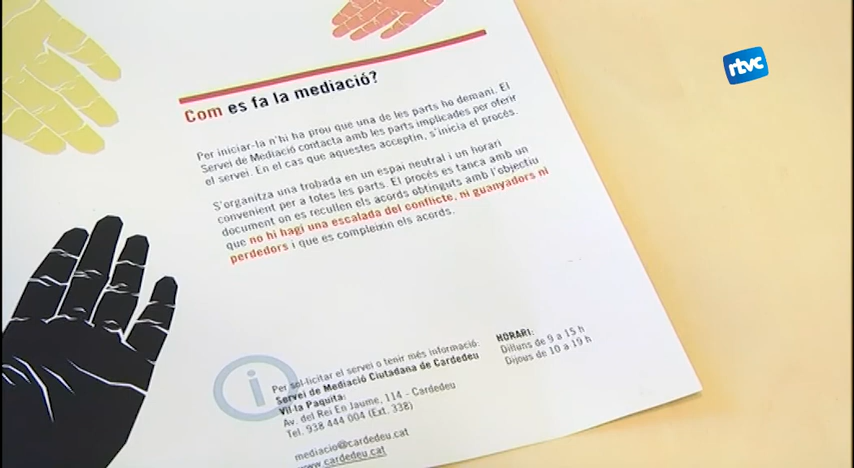 rtvc
Com es fa la mediació?
Per iniciar-la n'hi ha prou que una de les parts ho demani. El
Servei de Mediació contacta amb les parts implicades per oferir
el servei. En el cas que aquestes acceptin, s'inicia el procés.
S'organitza una trobada en un espai neutral i un horari
convenient per a totes les parts. El procés es tanca amb un
document on es recullen els acords obtinguts amb l'objectiu
que no hi hagi una escalada del conflicte, ni guanyadors ni
perdedors i que es compleixin els acords.
i
Per sol·licitar el servei o tenir més informació:
Servei de Mediació Ciutadana de Cardedeu
Vil·la Paquita:
Av. del Rei En Jaume, 114 - Cardedeu
Tel. 938 444 004 (Ext. 338)
mediacio@cardedeu.cat
www.cardedeu.cat
HORARI:
Dilluns de 9 a 15 h
Dijous de 10 a 19 h